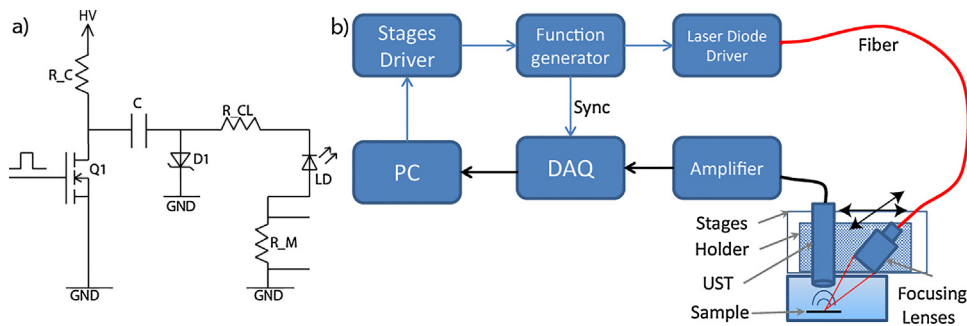 a)
HV
R_C
C
R_CL
Q1
D1
LD
GND
R_M
GND
GND
b)
Stages
Driver
Function
generator
Laser Diode
Driver
Fiber
Sync
PC
DAQ
Amplifier
Stages
Holder
UST
Sample
Focusing
Lenses